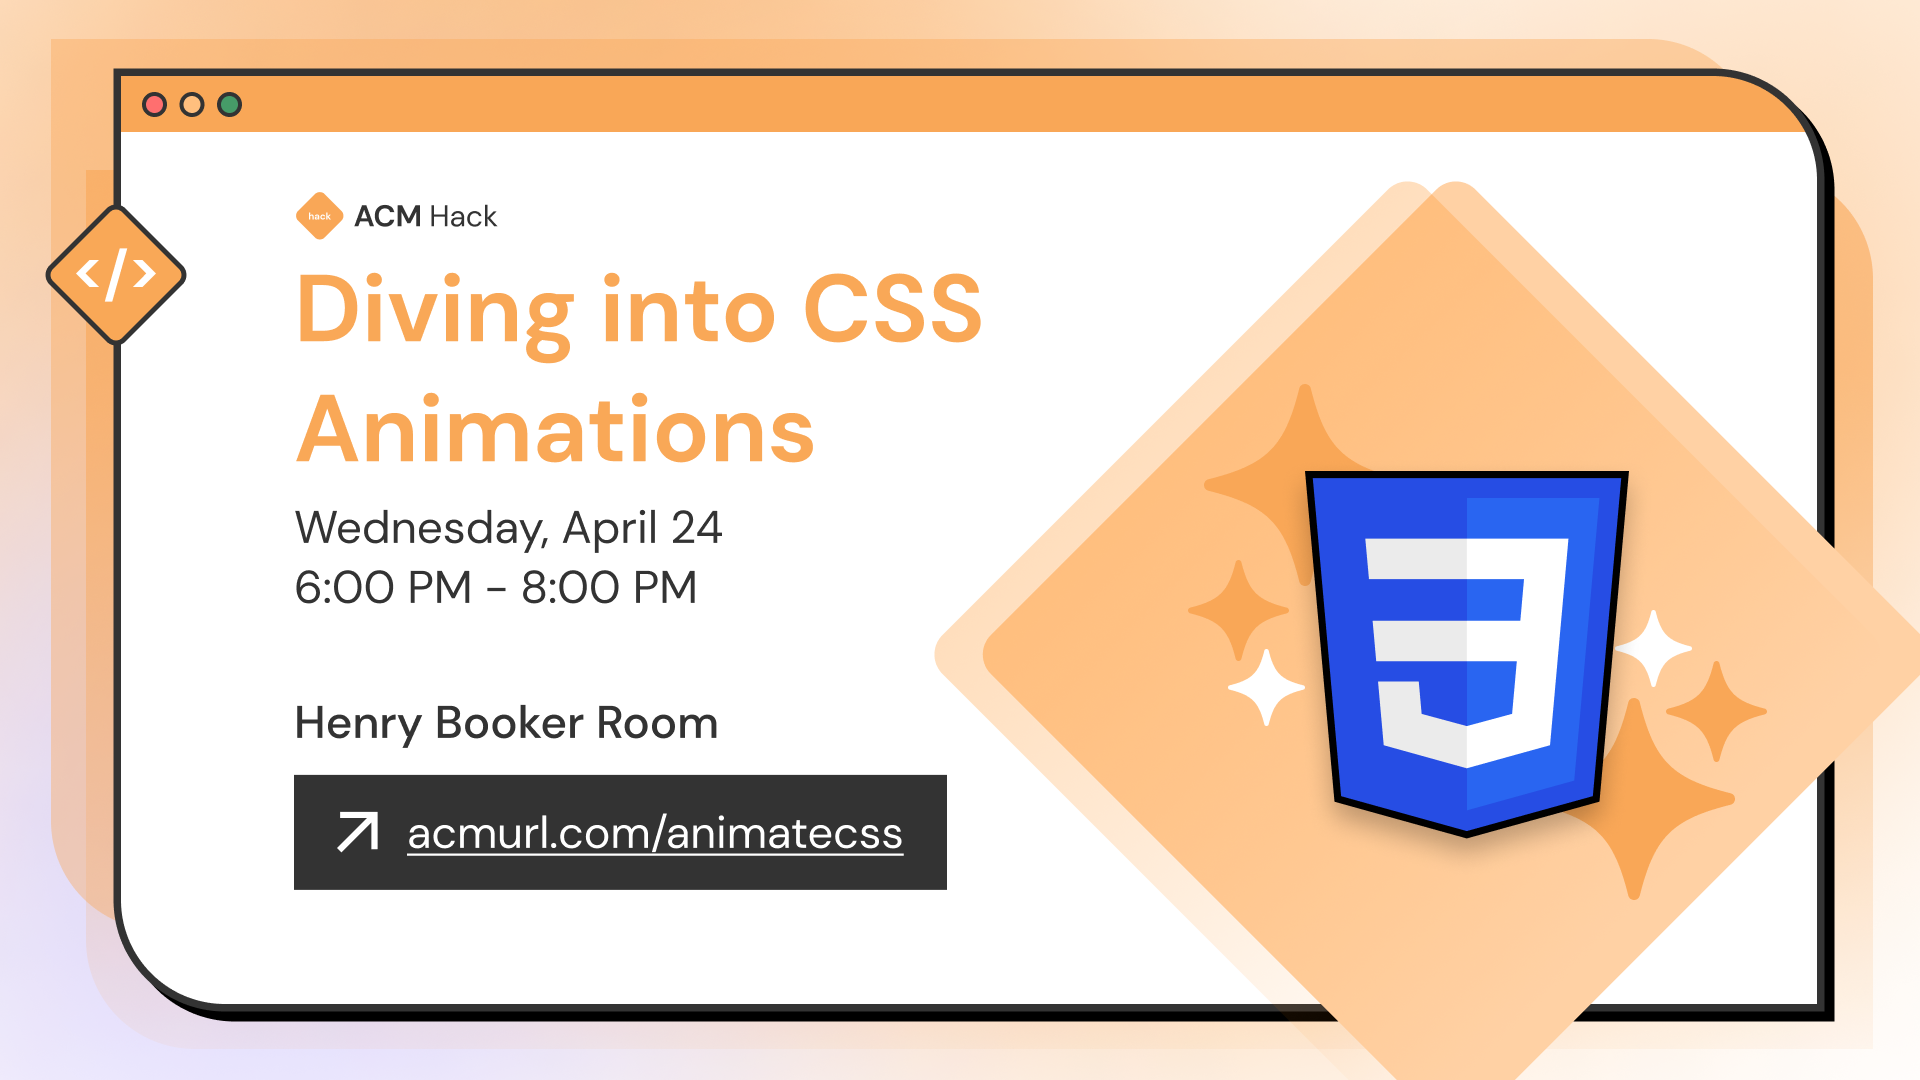 </>
hack
ACM Hack
Diving into CSS
Animations
Wednesday, April 24
6:00 PM - 8:00 PM
Henry Booker Room
acmurl.com/animatecss